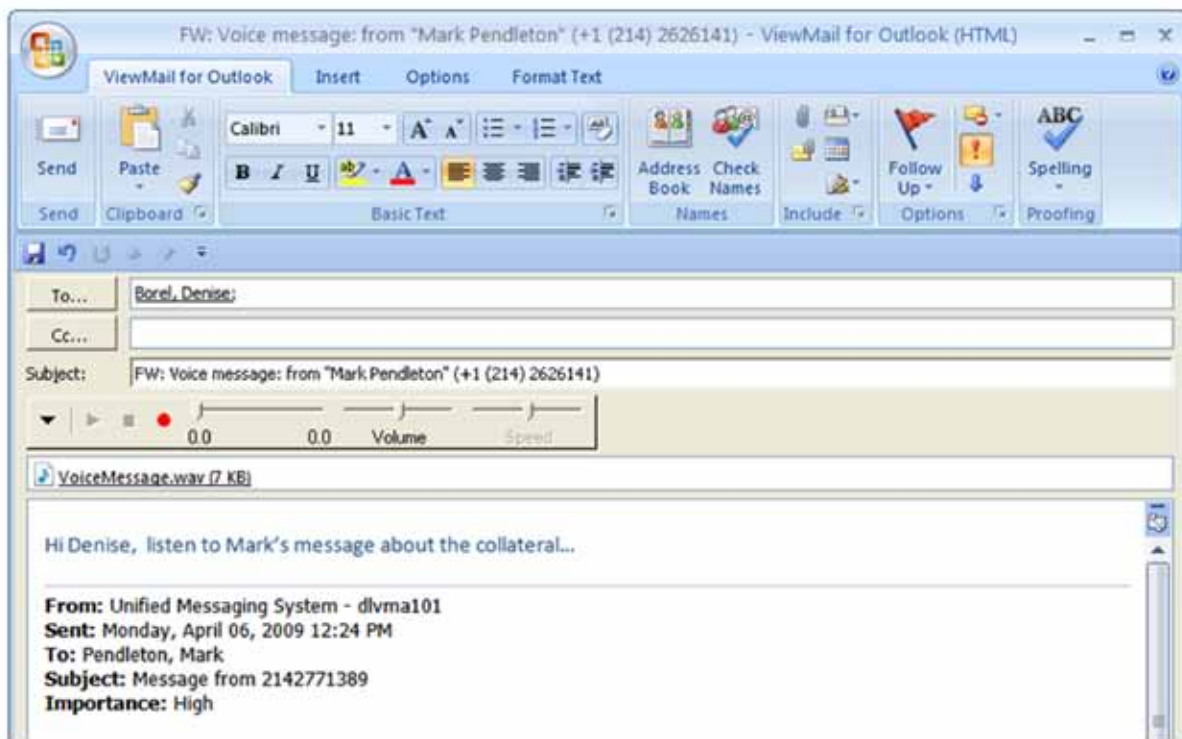 FW: Voice message: from "Mark Pendleton" (+1 (214) 2626141) - ViewMail for Outlook (HTML)
ViewMail for Outlook Insert Options Format Text
Calibri 11 A A ABC
Send Paste B I U ab A Address Book Check Names Follow Up Spelling
Send Clipboard Basic Text Names Include Options Proofing
To... Borel, Denise;
Cc...
Subject: FW: Voice message: from "Mark Pendleton" (+1 (214) 2626141)
0.0 0.0 Volume Speed
VoiceMessage.wav (7 KB)
Hi Denise, listen to Mark's message about the collateral...
From: Unified Messaging System - dlvma101
Sent: Monday, April 06, 2009 12:24 PM
To: Pendleton, Mark
Subject: Message from 2142771389
Importance: High